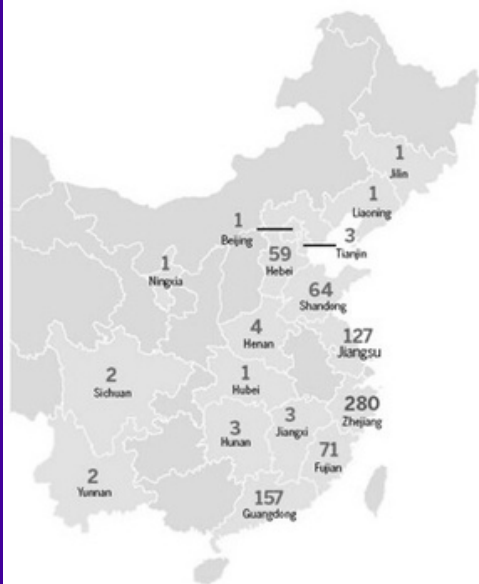 1
Jilin
1
Liaoning
1
Beijing
3
Tianjin
59
Hebei
1
Ningxia
64
Shandong
4
Henan
127
Jiangsu
2
Sichuan
1
Hubei
280
Zhejiang
3
Hunan
3
Jiangxi
71
Fujian
2
Yunnan
157
Guangdong